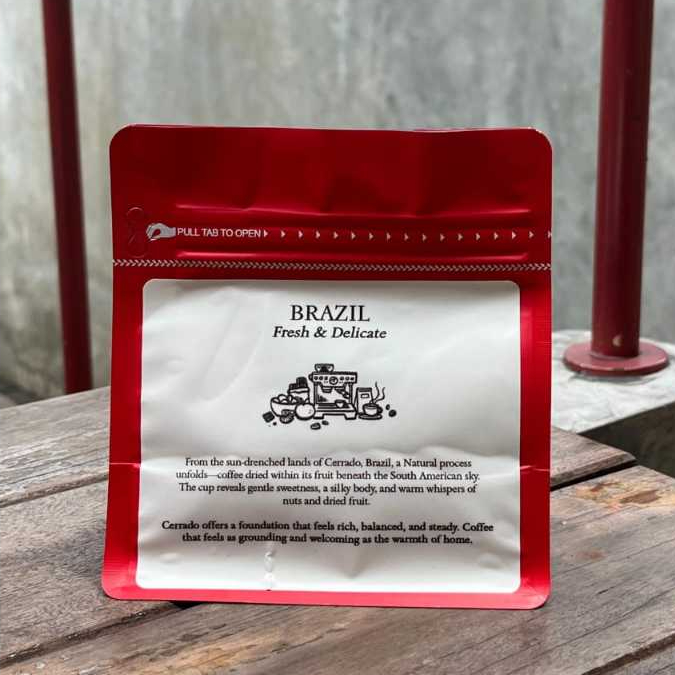 PULL TAB TO OPEN
BRAZIL
Fresh & Delicate
From the sun-drenched lands of Cerrado, Brazil, a Natural process
unfolds—coffee dried within its fruit beneath the South American sky.
The cup reveals gentle sweetness, a silky body, and warm whispers of
nuts and dried fruit.
Cerrado offers a foundation that feels rich, balanced, and steady. Coffee
that feels as grounding and welcoming as the warmth of home.